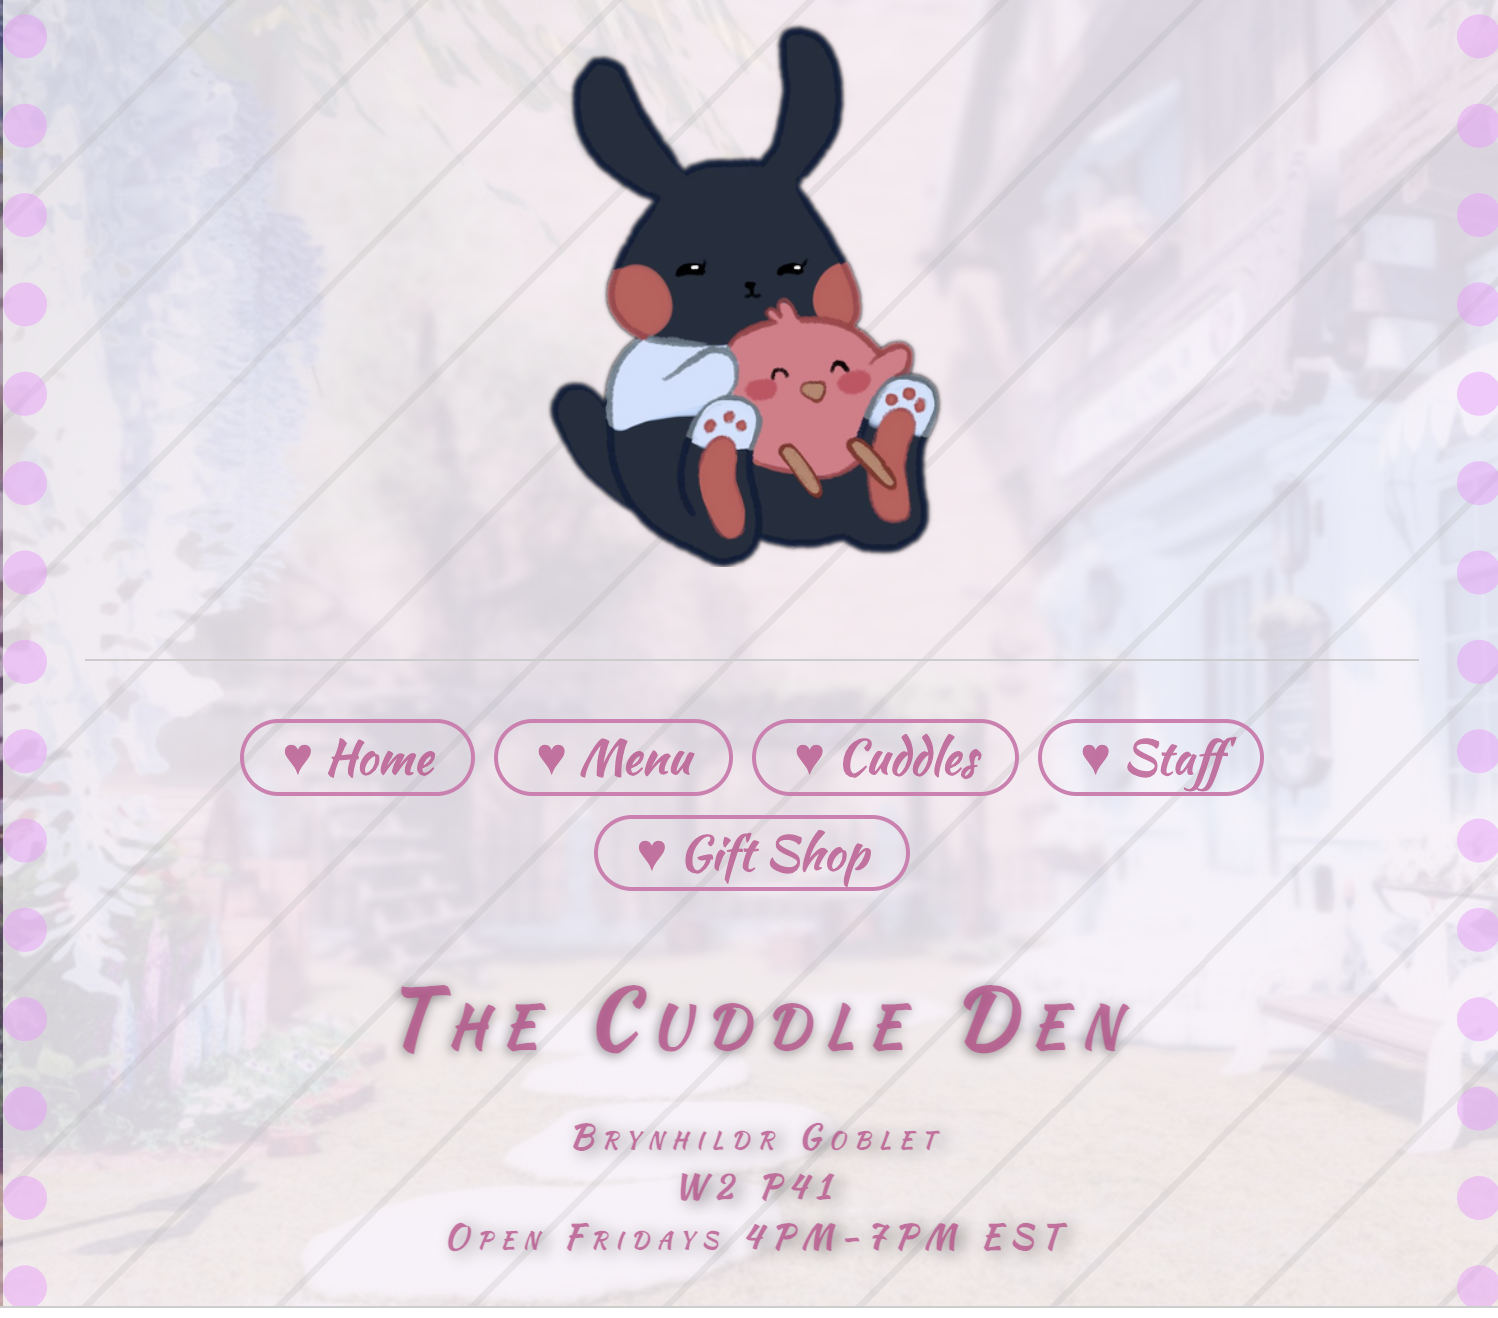 ♥ Home ♥ Menu ♥ Cuddles ♥ Staff
♥ Gift Shop
The Cuddle Den
Brynhildr Goblet
W2 P41
Open Fridays 4PM-7PM EST